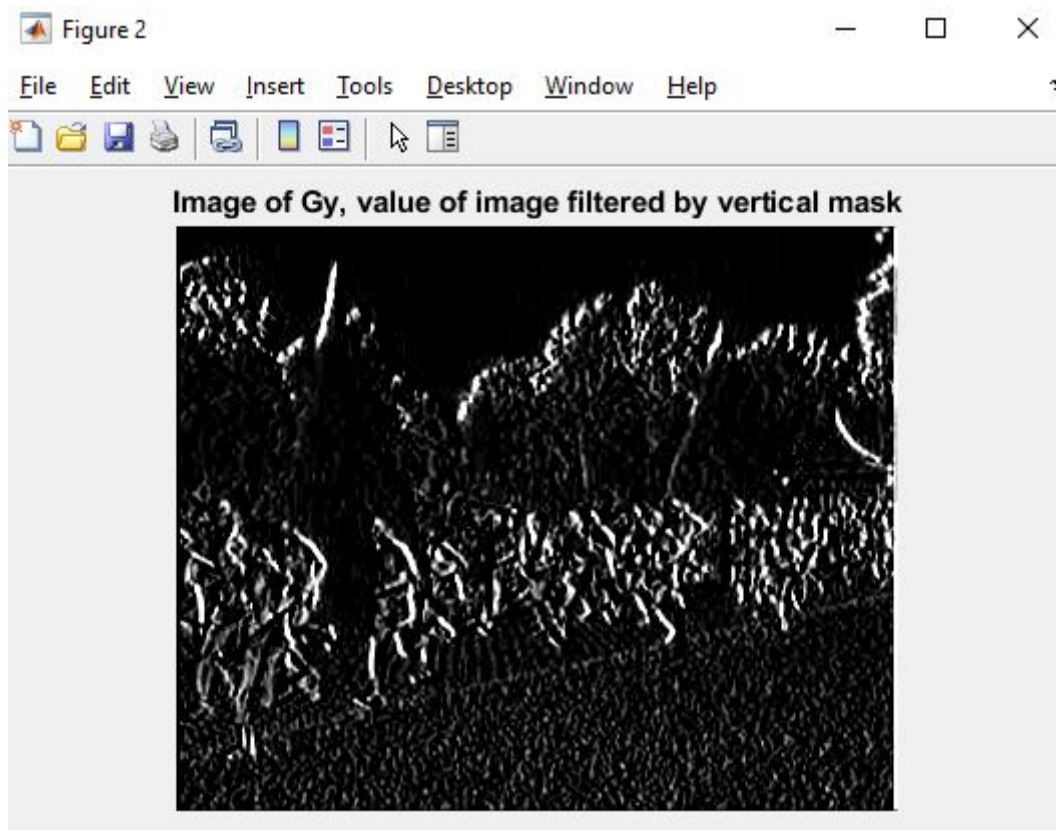 Figure 2
File Edit View Insert Tools Desktop Window Help
Image of Gy, value of image filtered by vertical mask